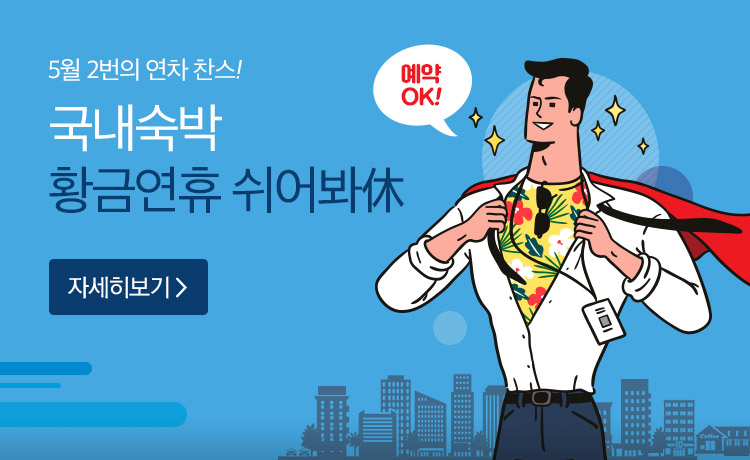 5월 2번의 연차 찬스!
국내숙박
황금연휴 쉬어봐休
자세히보기 >
예약
OK!
Coffee